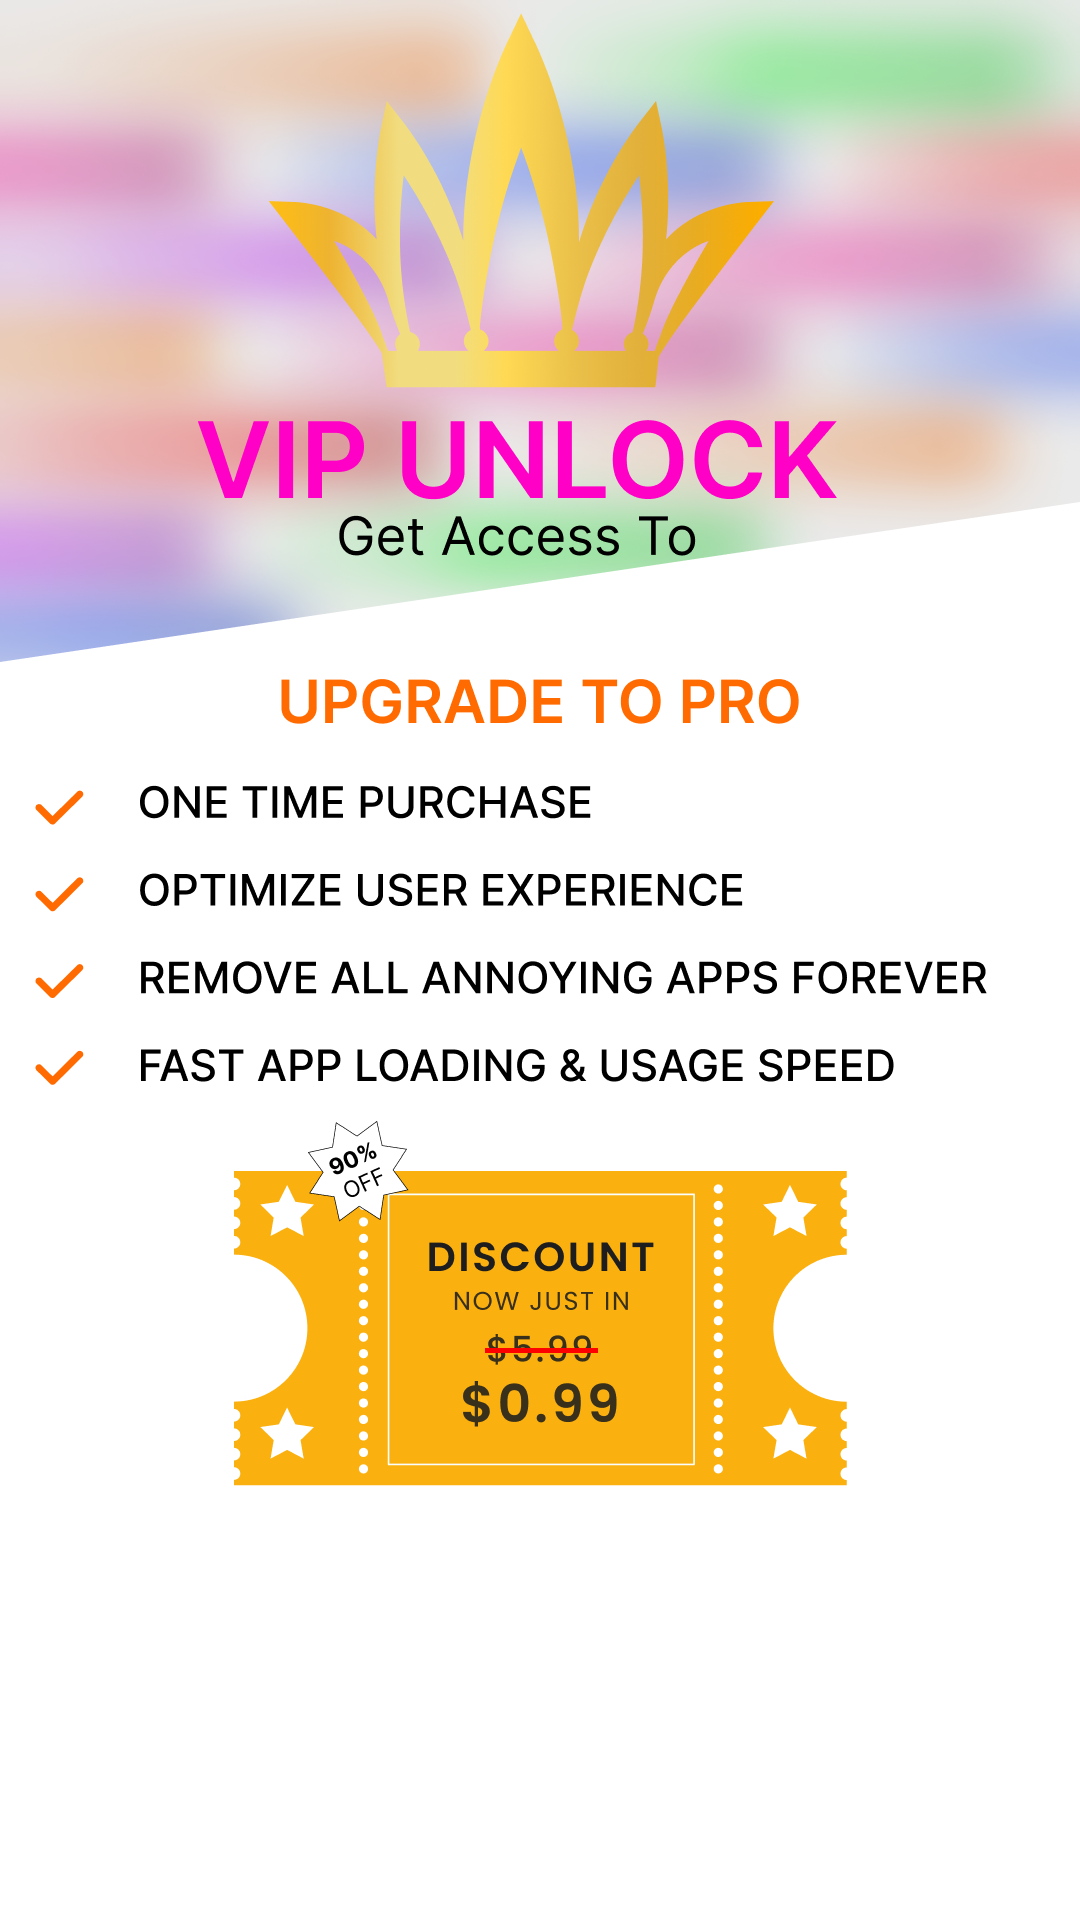 VIP UNLOCK
Get Access To
UPGRADE TO PRO
ONE TIME PURCHASE
OPTIMIZE USER EXPERIENCE
REMOVE ALL ANNOYING APPS FOREVER
FAST APP LOADING & USAGE SPEED
90%
OFF
DISCOUNT
NOW JUST IN
$5.99
$0.99